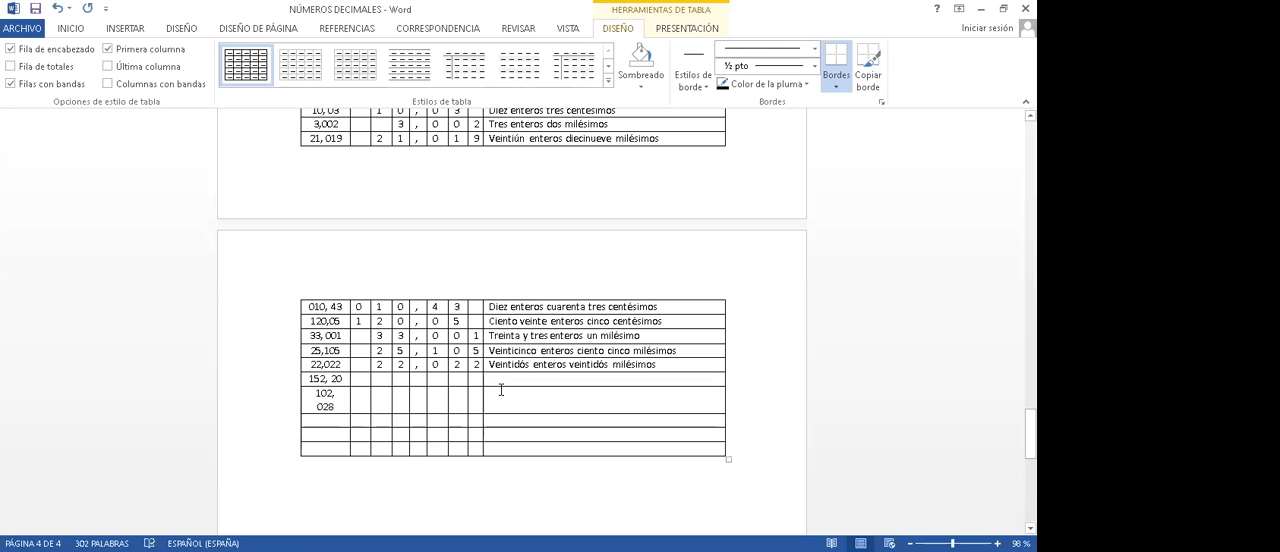 NÚMEROS DECIMALES - Word
HERRAMIENTAS DE TABLA
ARCHIVO INICIO INSERTAR DISEÑO DISEÑO DE PÁGINA REFERENCIAS CORRESPONDENCIA REVISAR VISTA DISEÑO PRESENTACIÓN Iniciar sesión
Fila de encabezado Primera columna
Fila de totales Última columna
Filas con bandas Columnas con bandas
Opciones de estilo de tabla
Estilos de tabla
Sombreado
Estilos de borde
½ pto
Color de la pluma
Bordes
Copiar borde
Bordes
10, 03 1 0 , 0 3 Diez enteros tres centésimos
3,002 3 , 0 0 2 Tres enteros dos milésimos
21, 019 2 1 , 0 1 9 Veintiún enteros diecinueve milésimos
010, 43 0 1 0 , 4 3 Diez enteros cuarenta tres centésimos
120,05 1 2 0 , 0 5 Ciento veinte enteros cinco centésimos
33, 001 3 3 , 0 0 1 Treinta y tres enteros un milésimo
25,105 2 5 , 1 0 5 Veinticinco enteros ciento cinco milésimos
22,022 2 2 , 0 2 2 Veintidós enteros veintidós milésimos
152, 20
102,
028
PÁGINA 4 DE 4 302 PALABRAS ESPAÑOL (ESPAÑA) 98 %